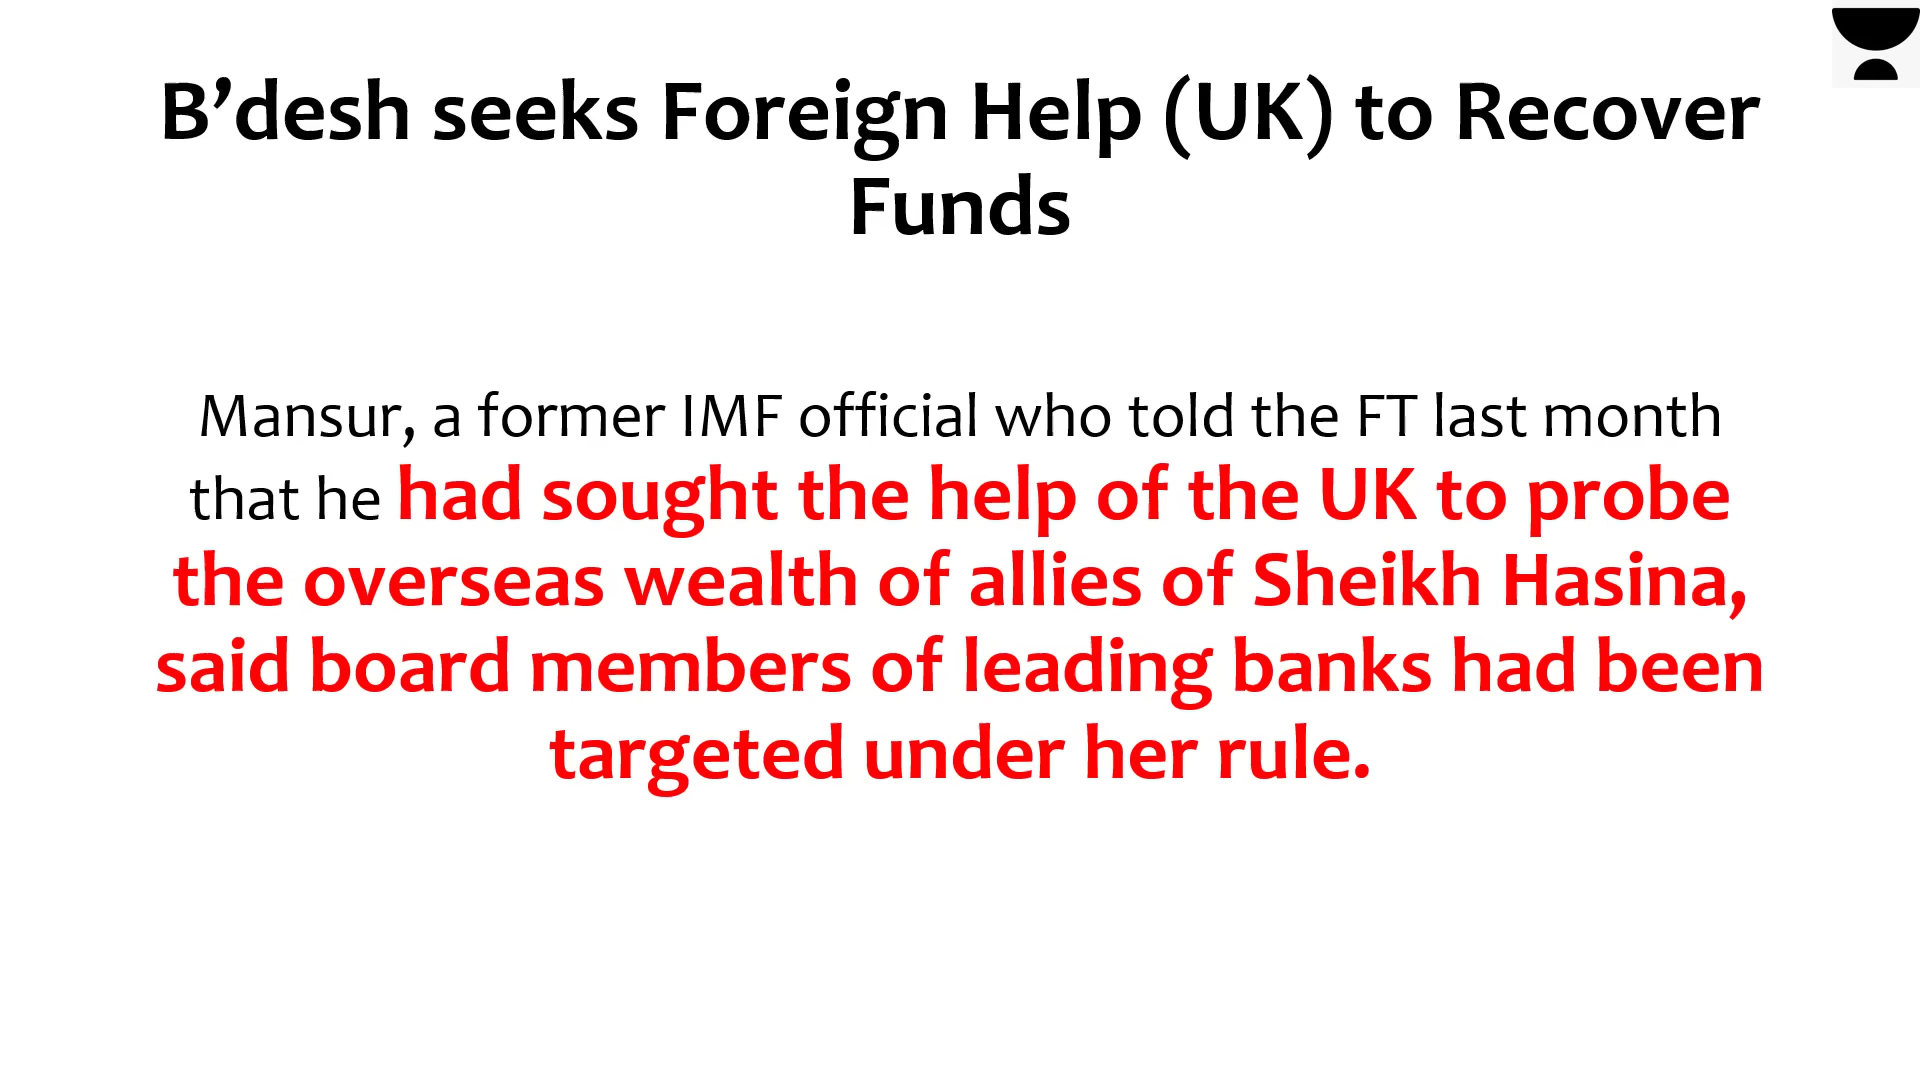 B’desh seeks Foreign Help (UK) to Recover
Funds
Mansur, a former IMF official who told the FT last month
that he had sought the help of the UK to probe
the overseas wealth of allies of Sheikh Hasina,
said board members of leading banks had been
targeted under her rule.